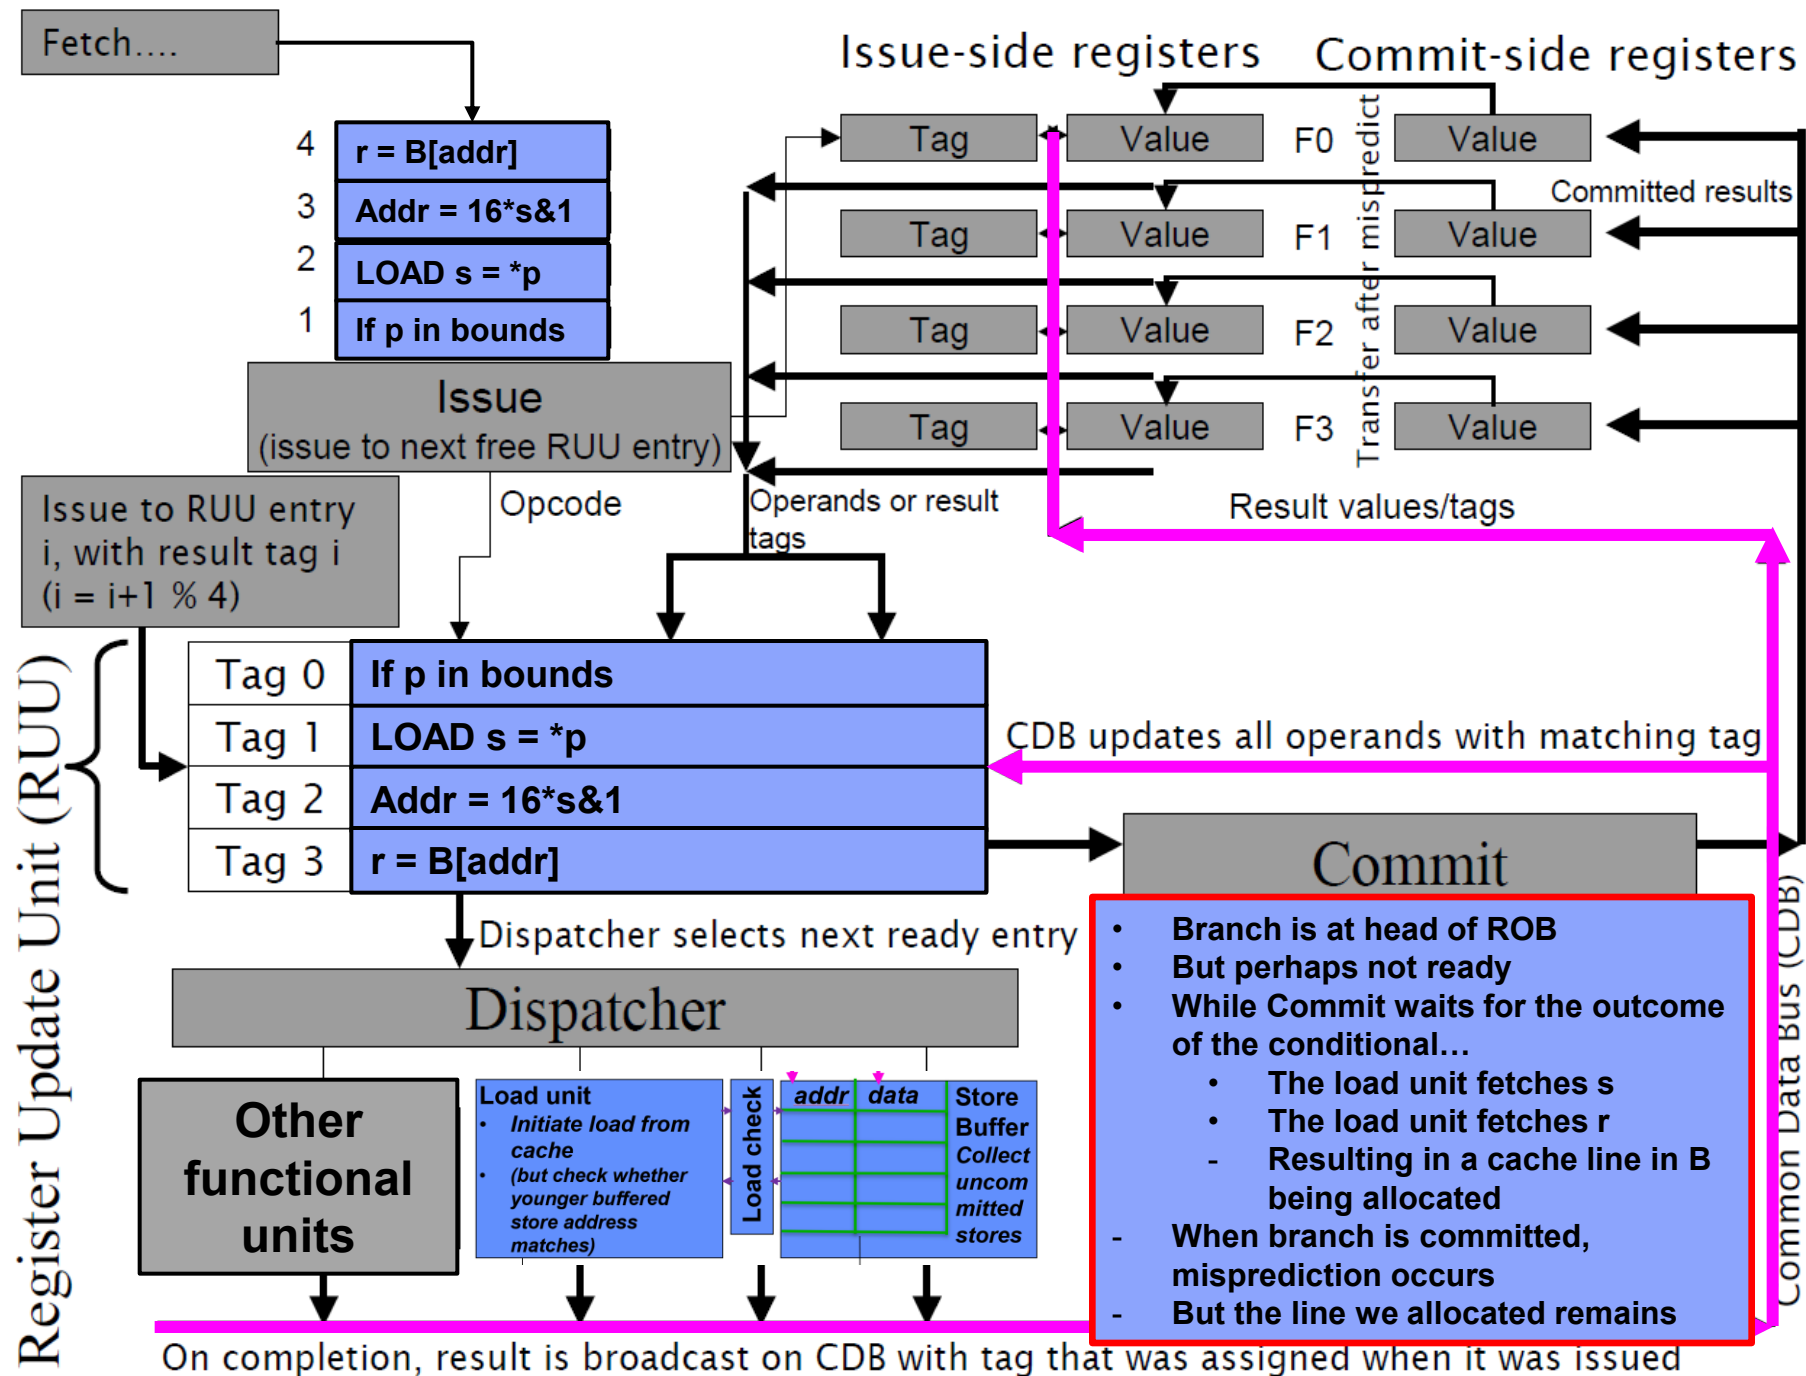 Fetch....
Issue-side registers
Commit-side registers
4
r = B[addr]
3
Addr = 16*s&1
2
LOAD s = *p
1
If p in bounds
Tag
Value
F0
Value
Tag
Value
F1
Value
Tag
Value
F2
Value
Tag
Value
F3
Value
Transfer after mispredict
Committed results
Issue
(issue to next free RUU entry)
Opcode
Operands or result
tags
Result values/tags
Issue to RUU entry
i, with result tag i
(i = i+1 % 4)
Register Update Unit (RUU)
Tag 0
If p in bounds
Tag 1
LOAD s = *p
Tag 2
Addr = 16*s&1
Tag 3
r = B[addr]
CDB updates all operands with matching tag
Commit
Dispatcher selects next ready entry
Dispatcher
Other
functional
units
Load unit
• Initiate load from
cache
• (but check whether
younger buffered
store address
matches)
Load check
addr
data
Store
Buffer
Collect
uncom
mitted
stores
• Branch is at head of ROB
• But perhaps not ready
• While Commit waits for the outcome
of the conditional…
• The load unit fetches s
• The load unit fetches r
- Resulting in a cache line in B
being allocated
- When branch is committed,
misprediction occurs
- But the line we allocated remains
Common Data Bus (CDB)
On completion, result is broadcast on CDB with tag that was assigned when it was issued